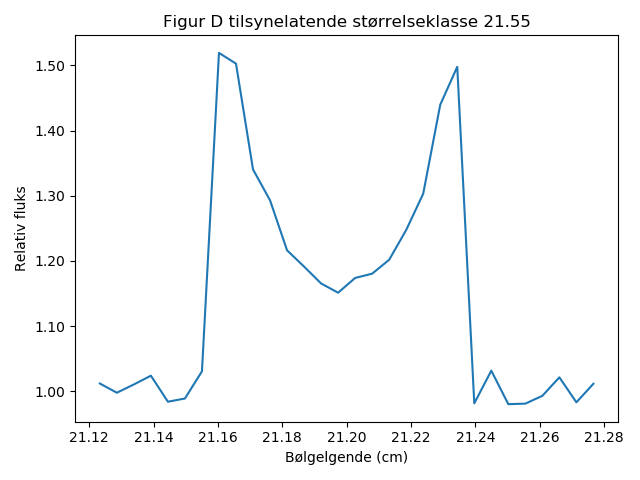 Figur D tilsynelatende størrelseklasse 21.55
1.50
1.40
1.30
1.20
1.10
1.00
Relativ fluks
21.12 21.14 21.16 21.18 21.20 21.22 21.24 21.26 21.28
Bølgelgende (cm)